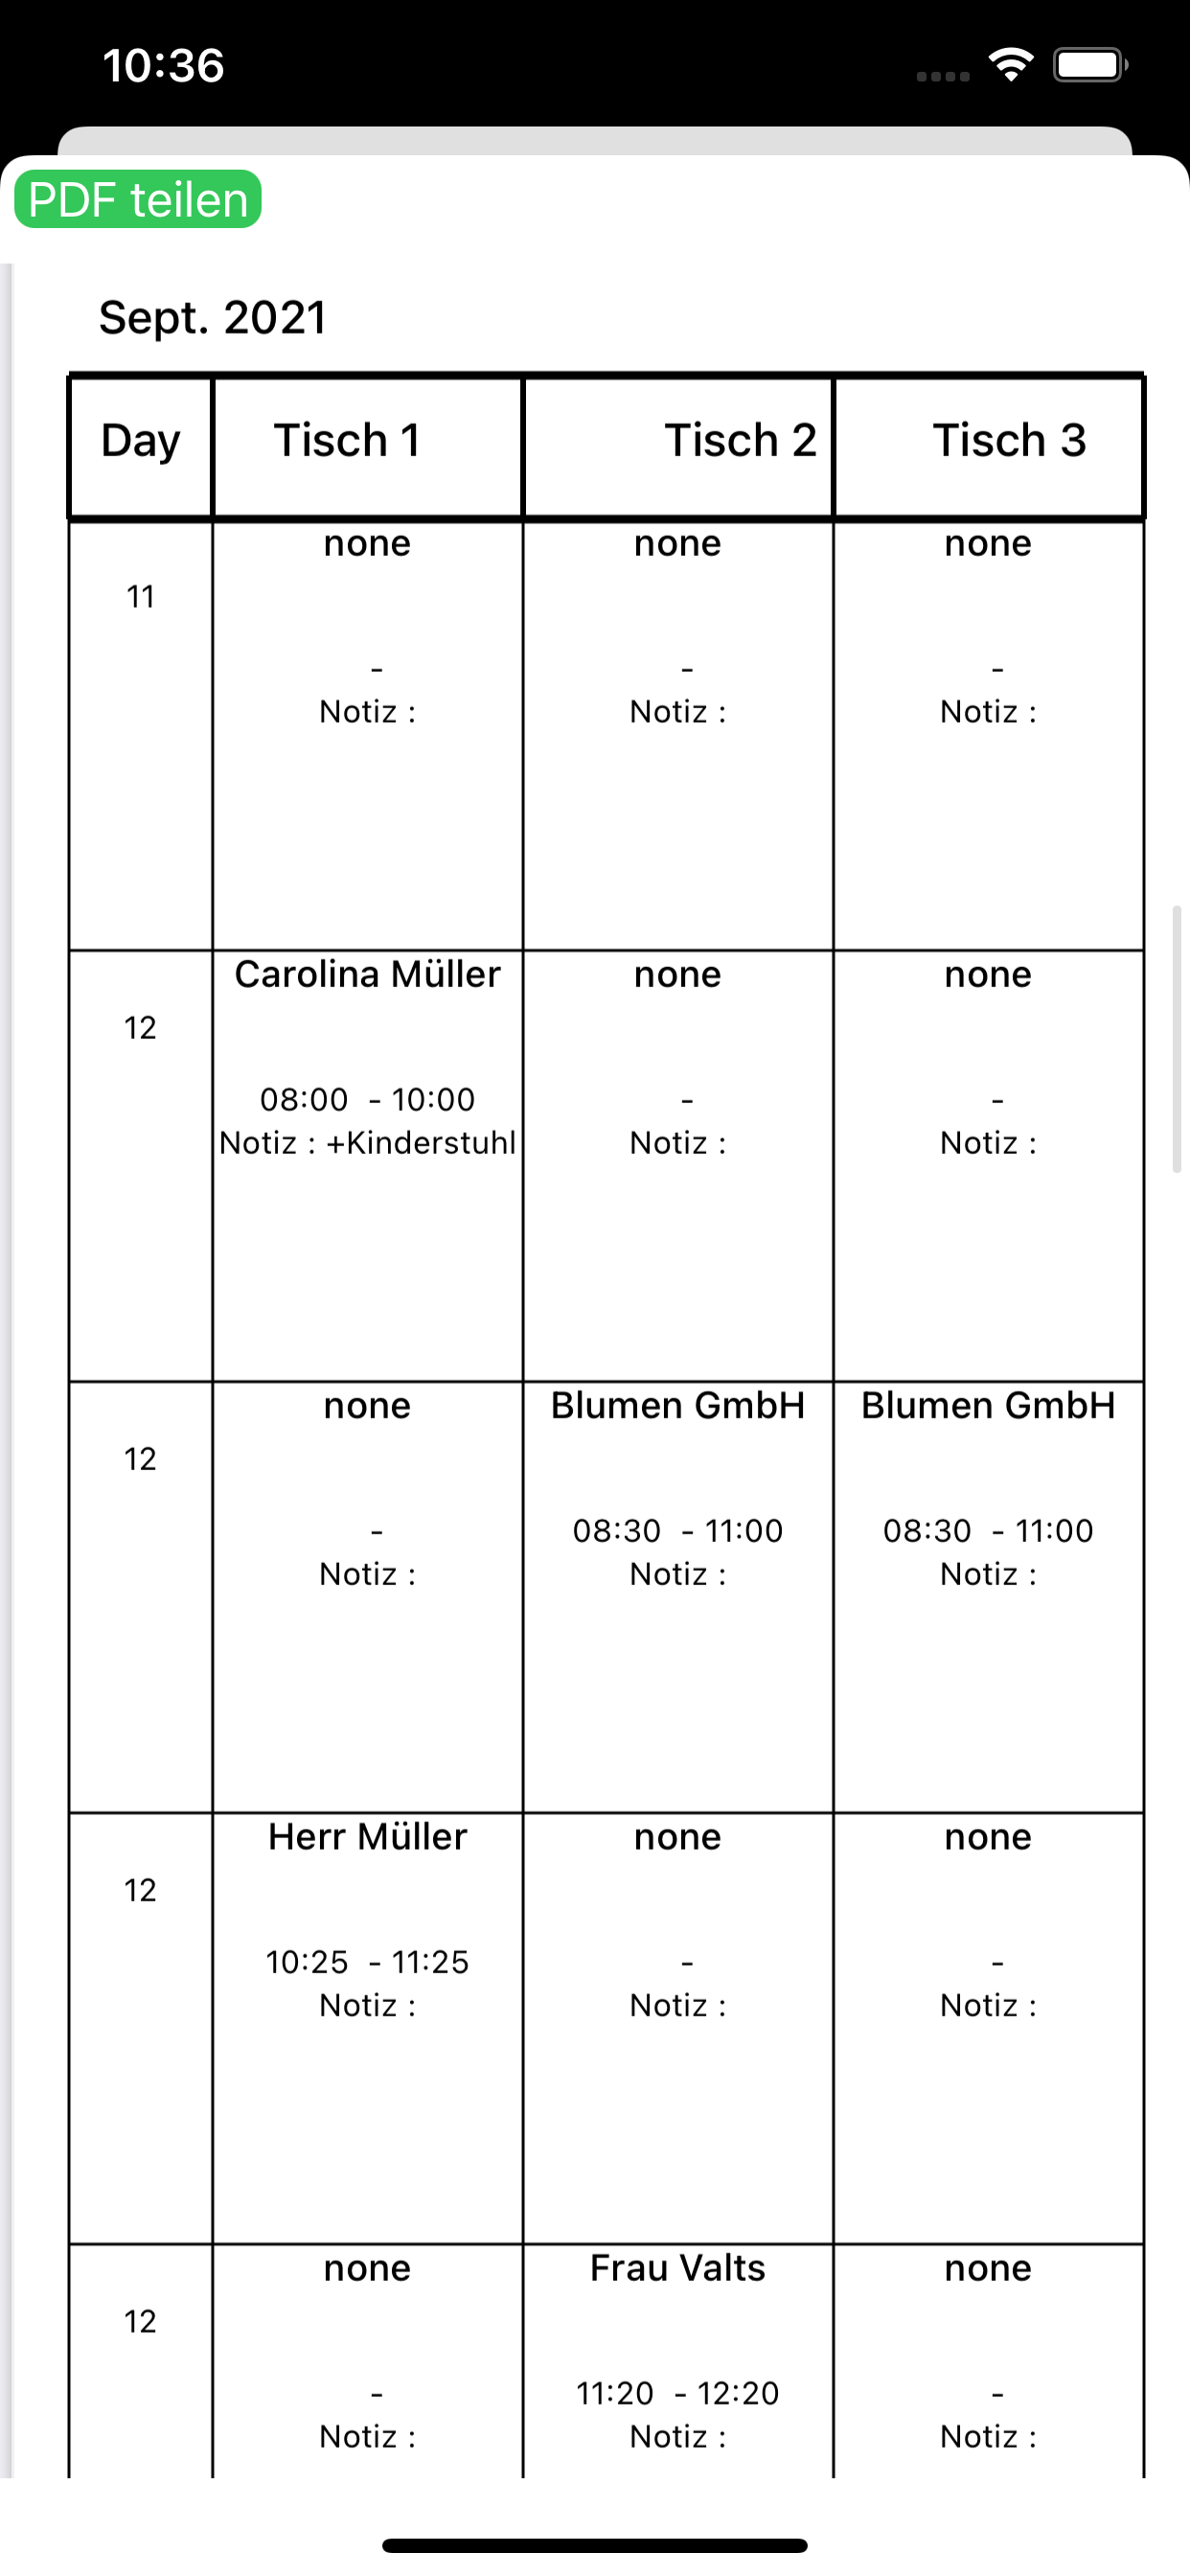 10:36
PDF teilen
Sept. 2021
Day Tisch 1 Tisch 2 Tisch 3
none none none
11
- - -
Notiz : Notiz : Notiz :
Carolina Müller none none
12
08:00 - 10:00 - -
Notiz : +Kinderstuhl Notiz : Notiz :
none Blumen GmbH Blumen GmbH
12
- 08:30 - 11:00 08:30 - 11:00
Notiz : Notiz : Notiz :
Herr Müller none none
12
10:25 - 11:25 - -
Notiz : Notiz : Notiz :
none Frau Valts none
12
- 11:20 - 12:20 -
Notiz : Notiz : Notiz :